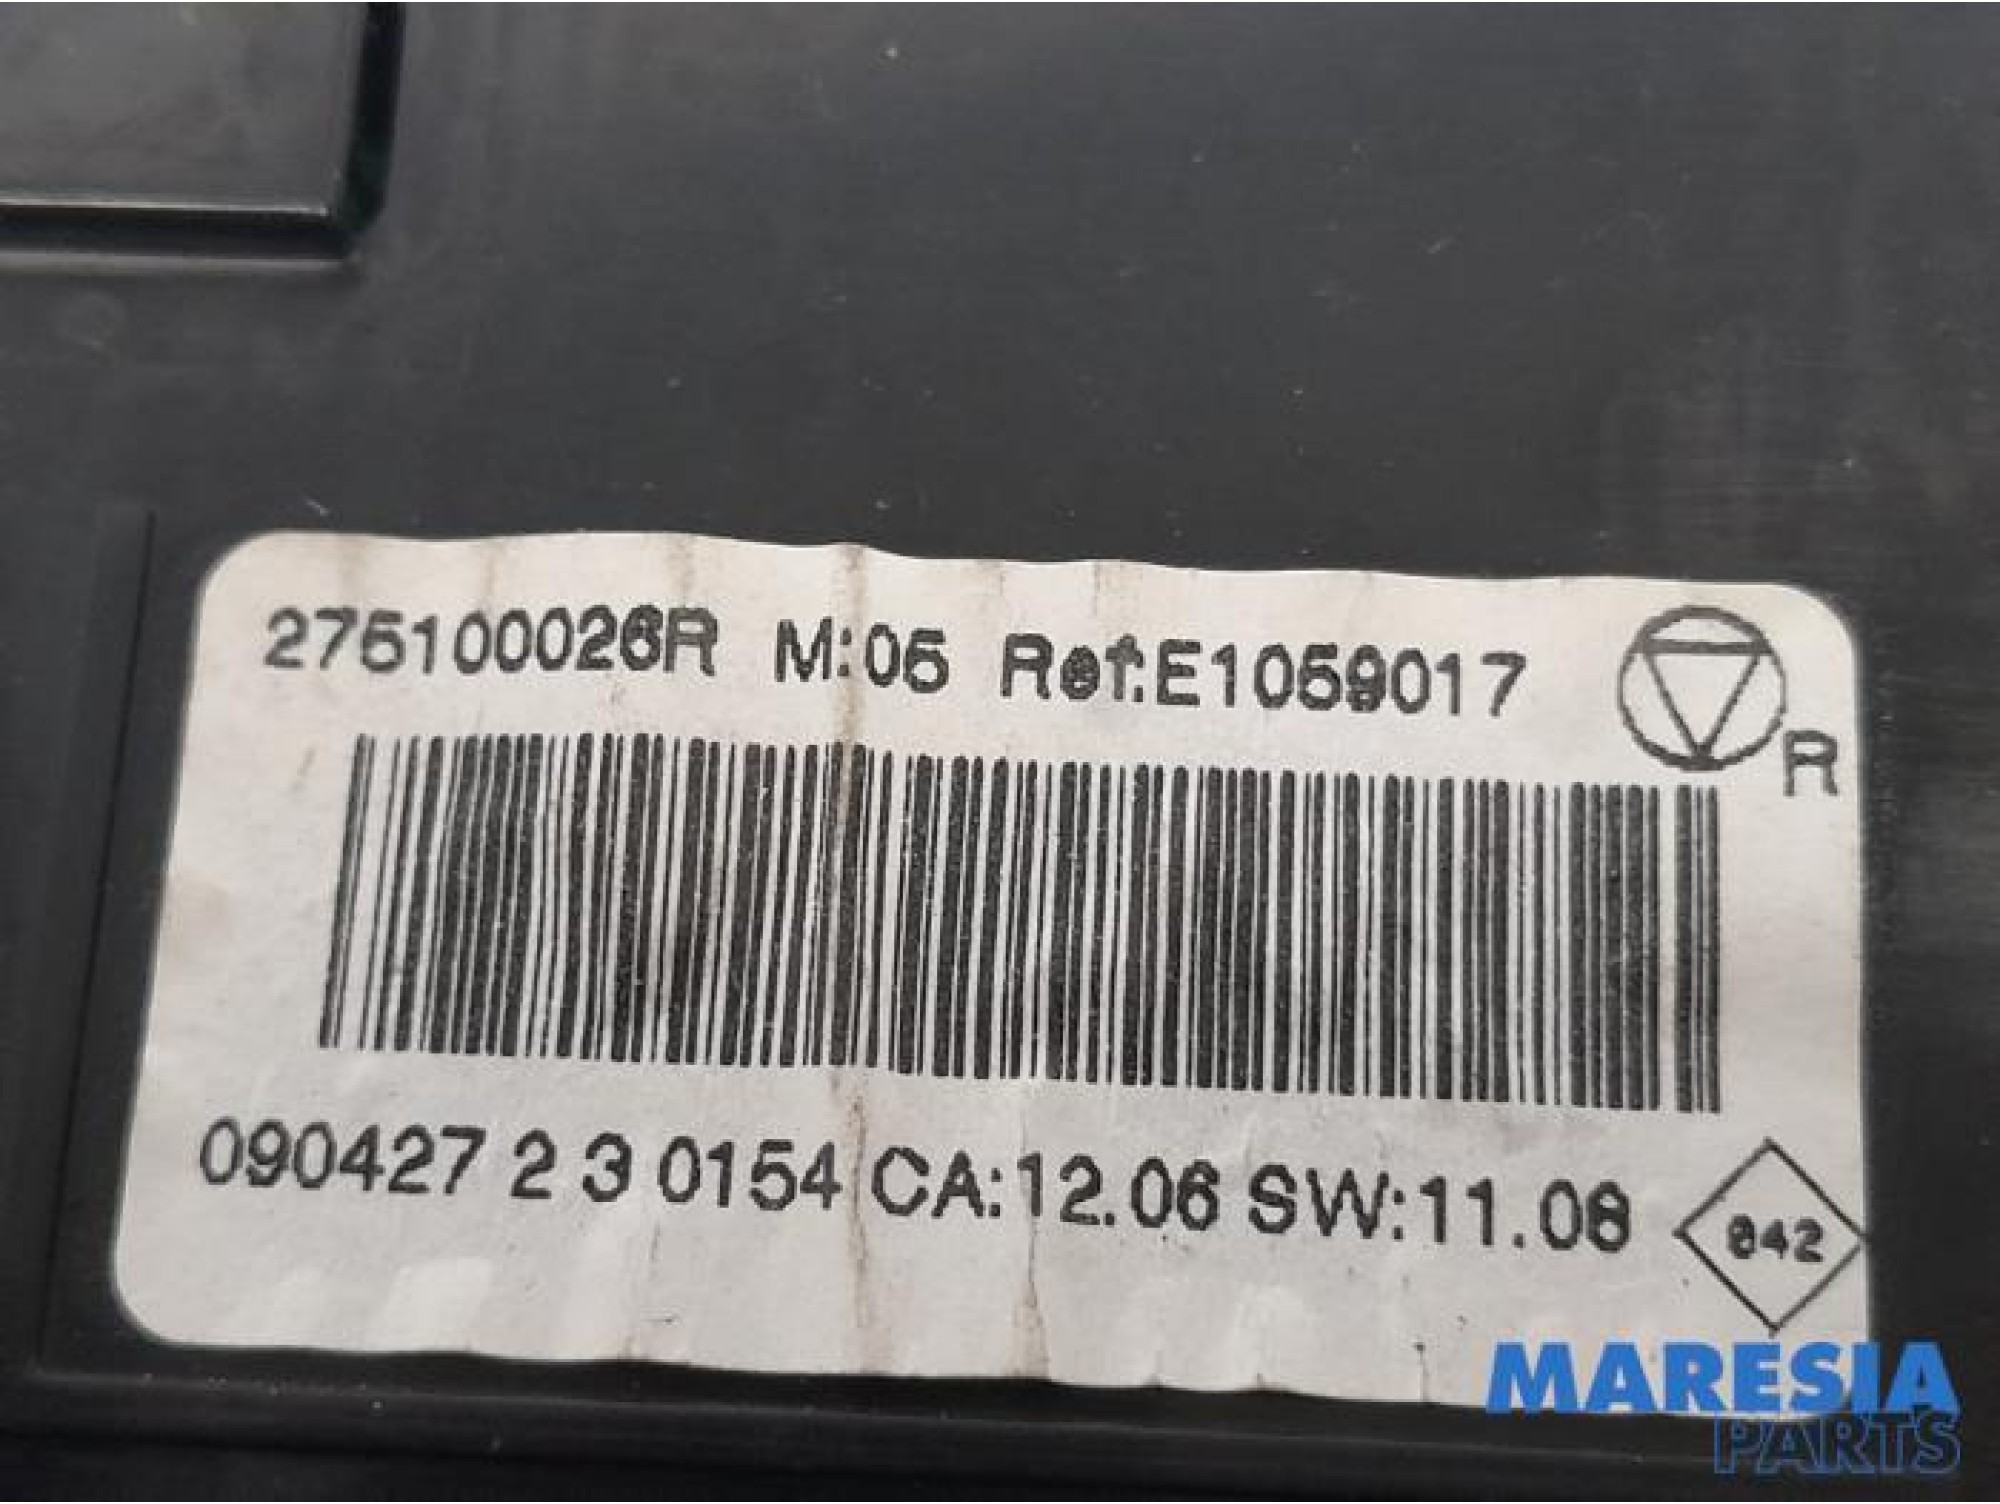 275100026R M:05 Ref:E1059017
R
090427 2 3 0154 CA:12.06 SW:11.08
842
MARESIA
PARTS